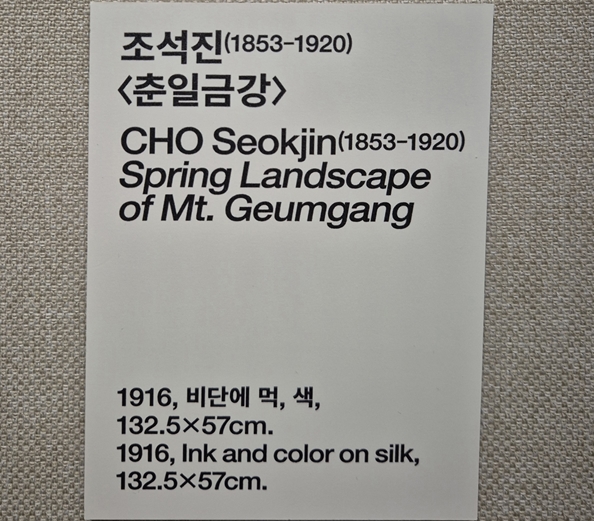 조석진(1853–1920)
〈춘일금강〉
CHO Seokjin(1853–1920)
Spring Landscape
of Mt. Geumgang
1916, 비단에 먹, 색,
132.5×57cm.
1916, Ink and color on silk,
132.5×57cm.